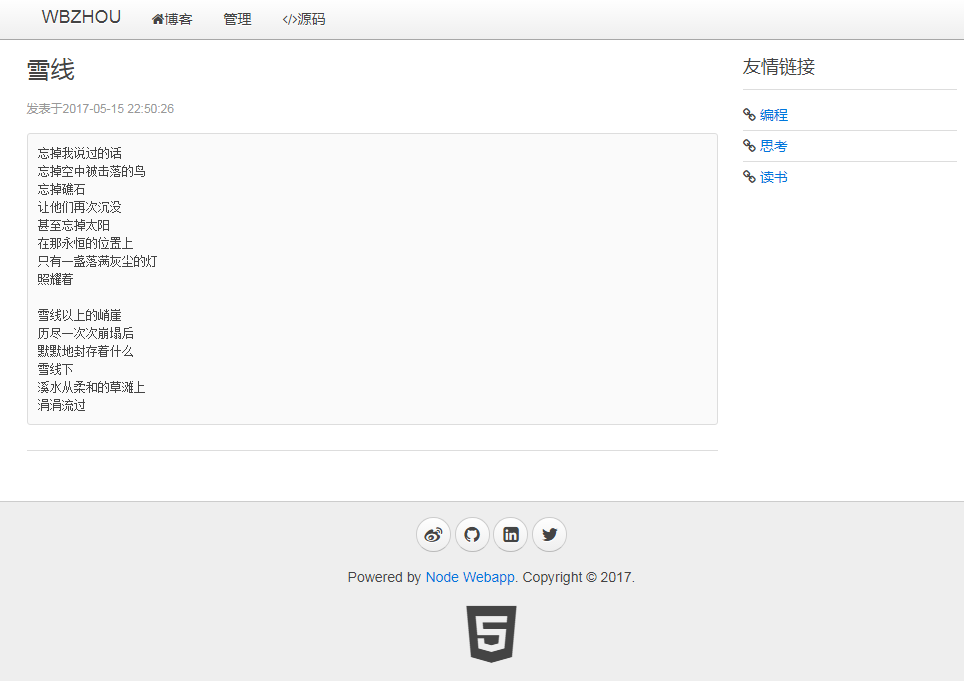 WBZHOU 博客 管理 </>源码
雪线
发表于2017-05-15 22:50:26
忘掉我说过的话
忘掉空中被击落的鸟
忘掉礁石
让他们再次沉没
甚至忘掉太阳
在那永恒的位置上
只有一盏落满灰尘的灯
照耀着
雪线以上的峭崖
历尽一次次崩塌后
默默地封存着什么
雪线下
溪水从柔和的草滩上
涓涓流过
友情链接
编程
思考
读书
Powered by Node Webapp. Copyright © 2017.